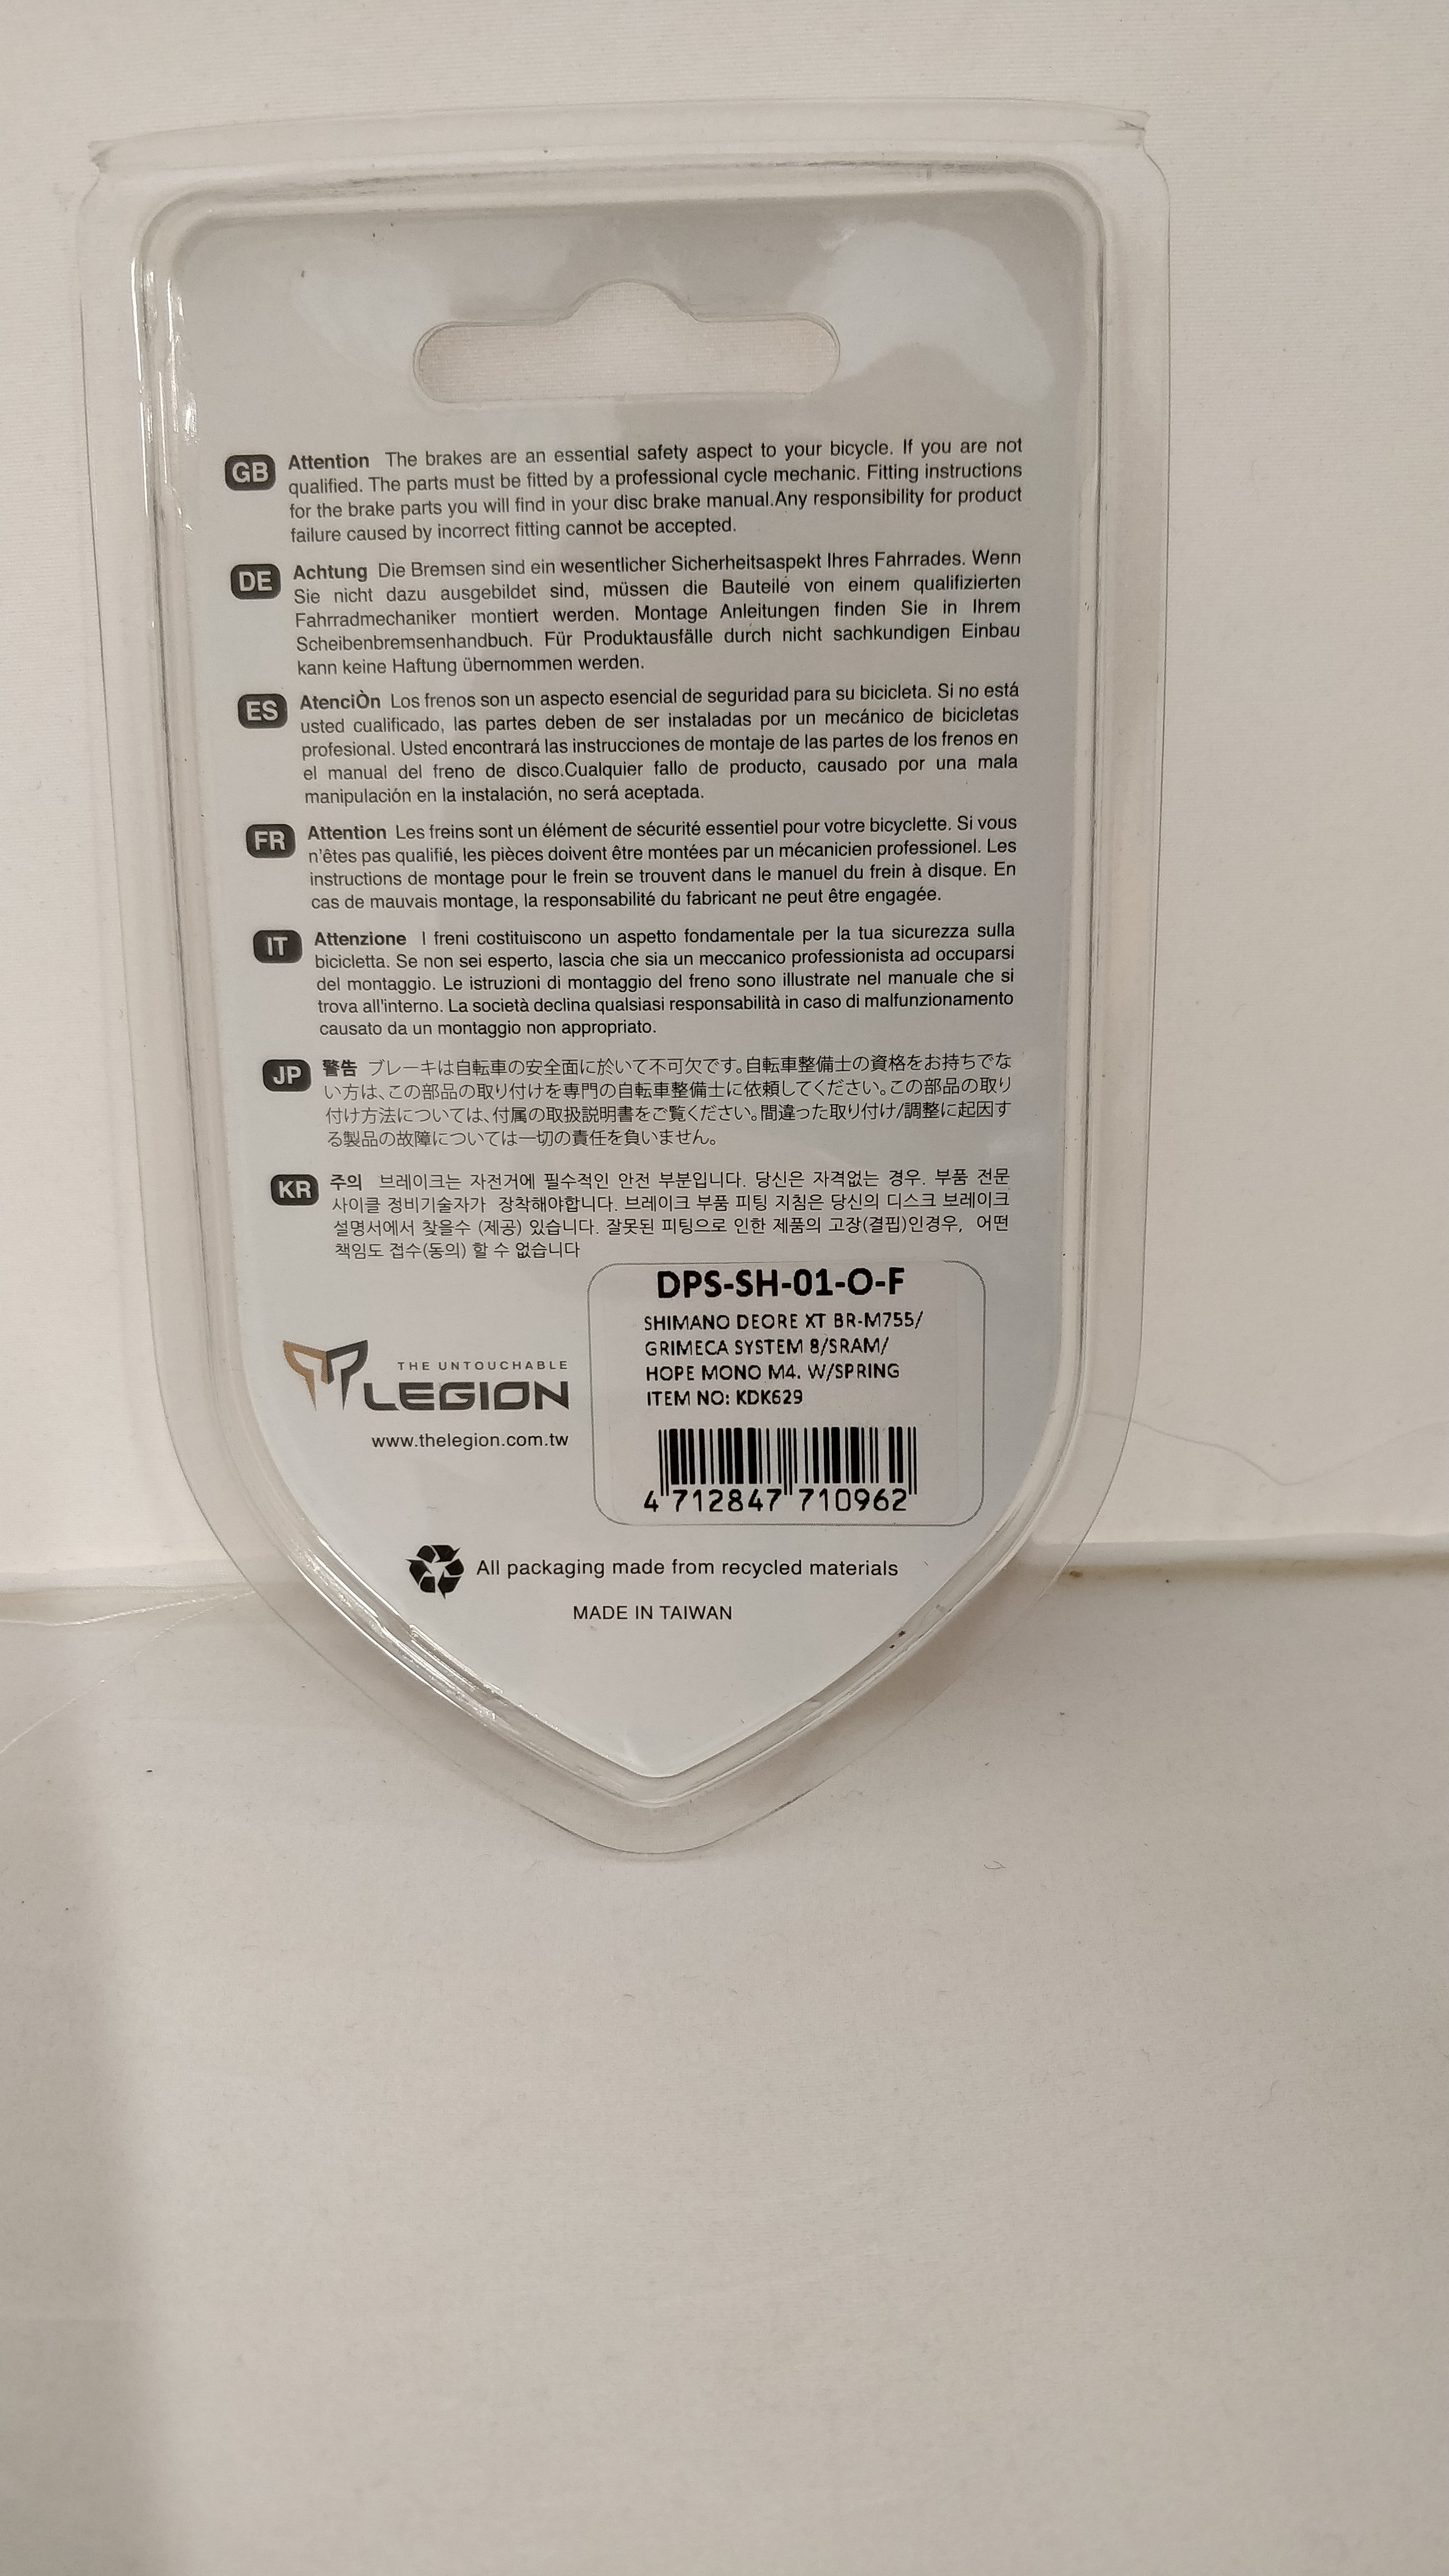 GB Attention The brakes are an essential safety aspect to your bicycle. If you are not
qualified. The parts must be fitted by a professional cycle mechanic. Fitting instructions
for the brake parts you will find in your disc brake manual.Any responsibility for product
failure caused by incorrect fitting cannot be accepted.
DE Achtung Die Bremsen sind ein wesentlicher Sicherheitsaspekt Ihres Fahrrades. Wenn
Sie nicht dazu ausgebildet sind, müssen die Bauteile von einem qualifizierten
Fahrradmechaniker montiert werden. Montage Anleitungen finden Sie in Ihrem
Scheibenbremsenhandbuch. Für Produktausfälle durch nicht sachkundigen Einbau
kann keine Haftung übernommen werden.
ES AtenciÒn Los frenos son un aspecto esencial de seguridad para su bicicleta. Si no está
usted cualificado, las partes deben de ser instaladas por un mecánico de bicicletas
profesional. Usted encontrará las instrucciones de montaje de las partes de los frenos en
el manual del freno de disco.Cualquier fallo de producto, causado por una mala
manipulación en la instalación, no será aceptada.
FR Attention Les freins sont un élément de sécurité essentiel pour votre bicyclette. Si vous
n'êtes pas qualifié, les pièces doivent être montées par un mécanicien professionel. Les
instructions de montage pour le frein se trouvent dans le manuel du frein à disque. En
cas de mauvais montage, la responsabilité du fabricant ne peut être engagée.
IT Attenzione I freni costituiscono un aspetto fondamentale per la tua sicurezza sulla
bicicletta. Se non sei esperto, lascia che sia un meccanico professionista ad occuparsi
del montaggio. Le istruzioni di montaggio del freno sono illustrate nel manuale che si
trova all'interno. La società declina qualsiasi responsabilità in caso di malfunzionamento
causato da un montaggio non appropriato.
JP 警告 ブレーキは自転車の安全面に於いて不可欠です。自転車整備士の資格をお持ちでな
い方は、この部品の取り付けを専門の自転車整備士に依頼してください。この部品の取り
付け方法については、付属の取扱説明書をご覧ください。間違った取り付け/調整に起因す
る製品の故障については一切の責任を負いません。
KR 주의 브레이크는 자전거에 필수적인 안전 부분입니다. 당신은 자격없는 경우. 부품 전문
사이클 정비기술자가 장착해야합니다. 브레이크 부품 피팅 지침은 당신의 디스크 브레이크
설명서에서 찾을수 (제공) 있습니다. 잘못된 피팅으로 인한 제품의 고장(결핍)인경우, 어떤
책임도 접수(동의) 할 수 없습니다
DPS-SH-01-O-F
SHIMANO DEORE XT BR-M755/
GRIMECA SYSTEM 8/SRAM/
HOPE MONO M4. W/SPRING
ITEM NO: KDK629
4 712847 710962
THE UNTOUCHABLE
LEGION
www.thelegion.com.tw
All packaging made from recycled materials
MADE IN TAIWAN